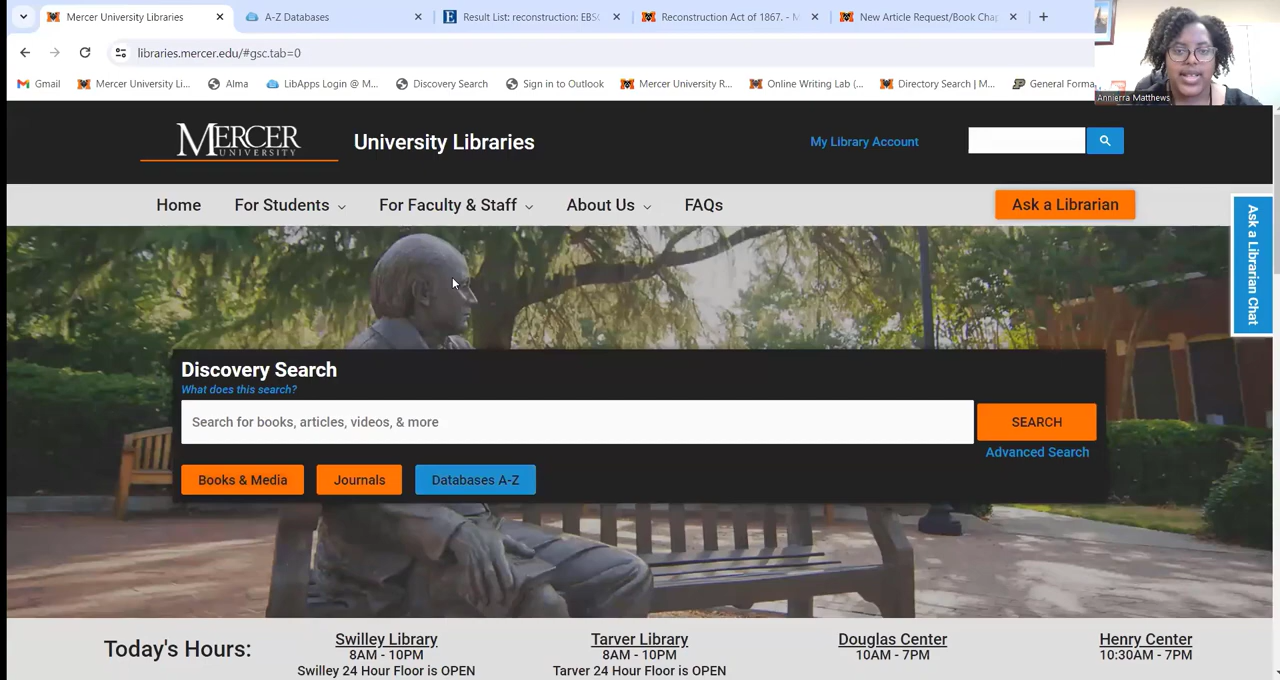 Mercer University Libraries
A-Z Databases
Result List: reconstruction: EBSC
Reconstruction Act of 1867. - M
New Article Request/Book Chap
libraries.mercer.edu/#gsc.tab=0
Gmail
Mercer University Li...
Alma
LibApps Login @ M...
Discovery Search
Sign in to Outlook
Mercer University R...
Online Writing Lab (...
Directory Search | M...
General Forma
Annierra Matthews
MERCER
UNIVERSITY
University Libraries
My Library Account
Home
For Students
For Faculty & Staff
About Us
FAQs
Ask a Librarian
Ask a Librarian Chat
Discovery Search
What does this search?
Search for books, articles, videos, & more
SEARCH
Advanced Search
Books & Media
Journals
Databases A-Z
Today's Hours:
Swilley Library
8AM - 10PM
Swilley 24 Hour Floor is OPEN
Tarver Library
8AM - 10PM
Tarver 24 Hour Floor is OPEN
Douglas Center
10AM - 7PM
Henry Center
10:30AM - 7PM